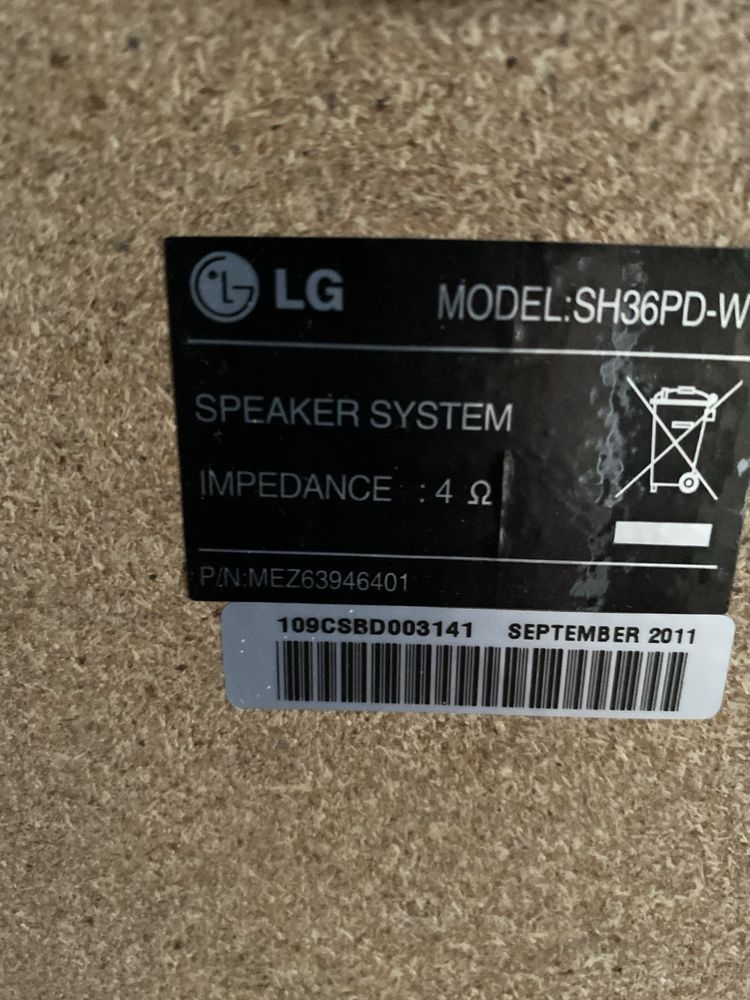 LG MODEL:SH36PD-W
SPEAKER SYSTEM
IMPEDANCE : 4 Ω
P/N:MEZ63946401
109CSBD003141 SEPTEMBER 2011